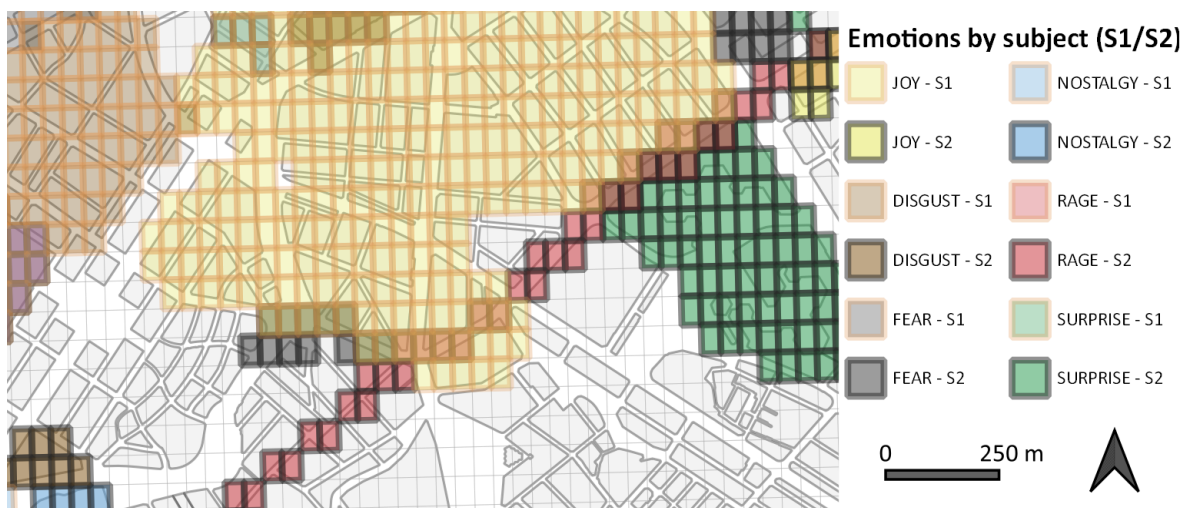 Emotions by subject (S1/S2)
JOY - S1
NOSTALGY - S1
JOY - S2
NOSTALGY - S2
DISGUST - S1
RAGE - S1
DISGUST - S2
RAGE - S2
FEAR - S1
SURPRISE - S1
FEAR - S2
SURPRISE - S2
0
250 m